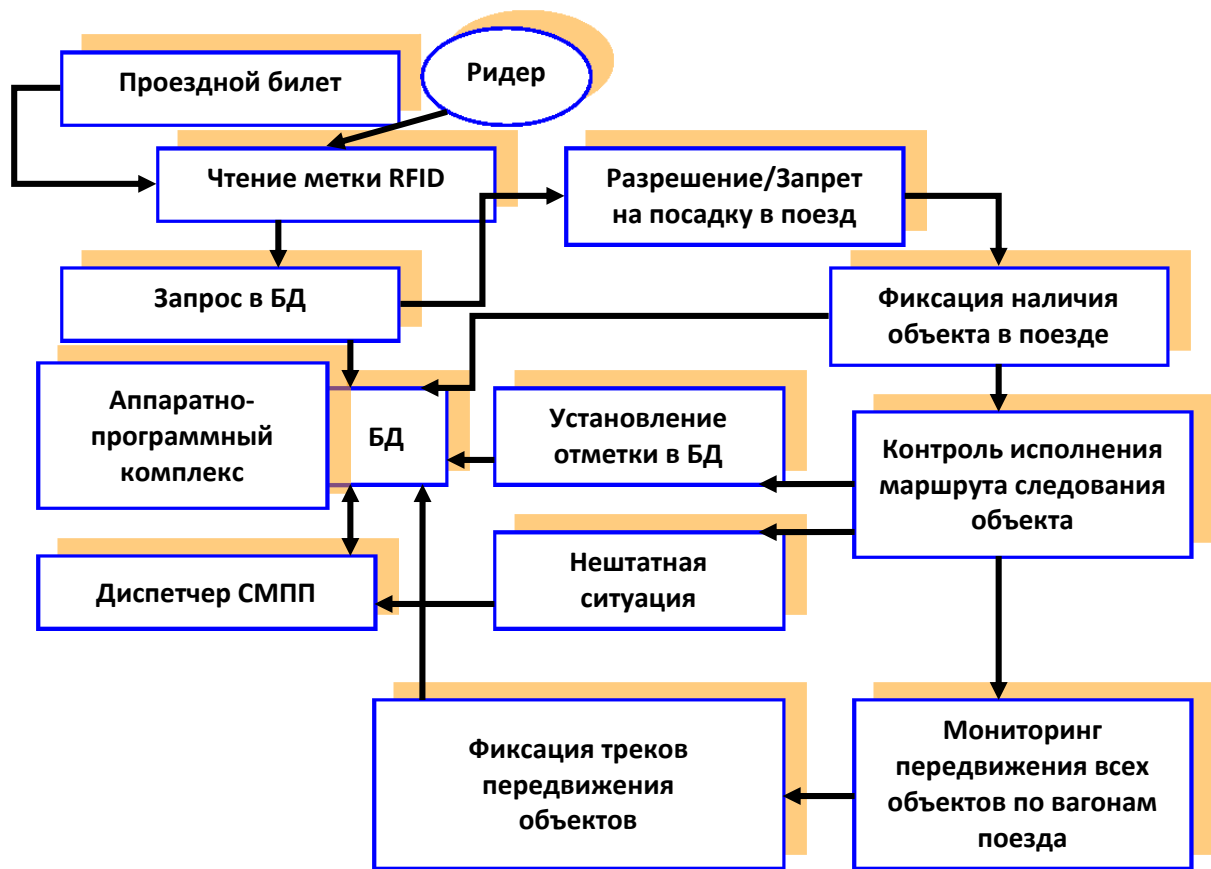 Проездной билет
Ридер
Чтение метки RFID
Разрешение/Запрет
на посадку в поезд
Запрос в БД
Фиксация наличия
объекта в поезде
Аппаратно-
программный
комплекс
БД
Установление
отметки в БД
Контроль исполнения
маршрута следования
объекта
Диспетчер СМПП
Нештатная
ситуация
Фиксация треков
передвижения
объектов
Мониторинг
передвижения всех
объектов по вагонам
поезда